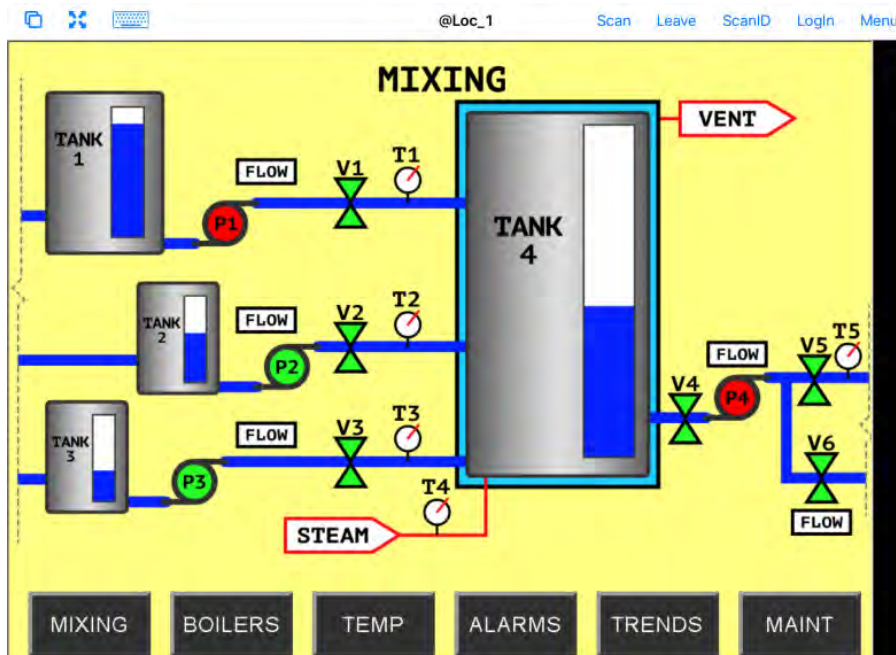 @Loc_1
Scan Leave ScanID LogIn Menu
MIXING
TANK
1
FLOW
V1
T1
VENT
P1
TANK
4
TANK
2
FLOW
V2
T2
P2
TANK
3
FLOW
V3
T3
P3
V4
FLOW
P4
V5
T5
V6
FLOW
T4
STEAM
MIXING BOILERS TEMP ALARMS TRENDS MAINT